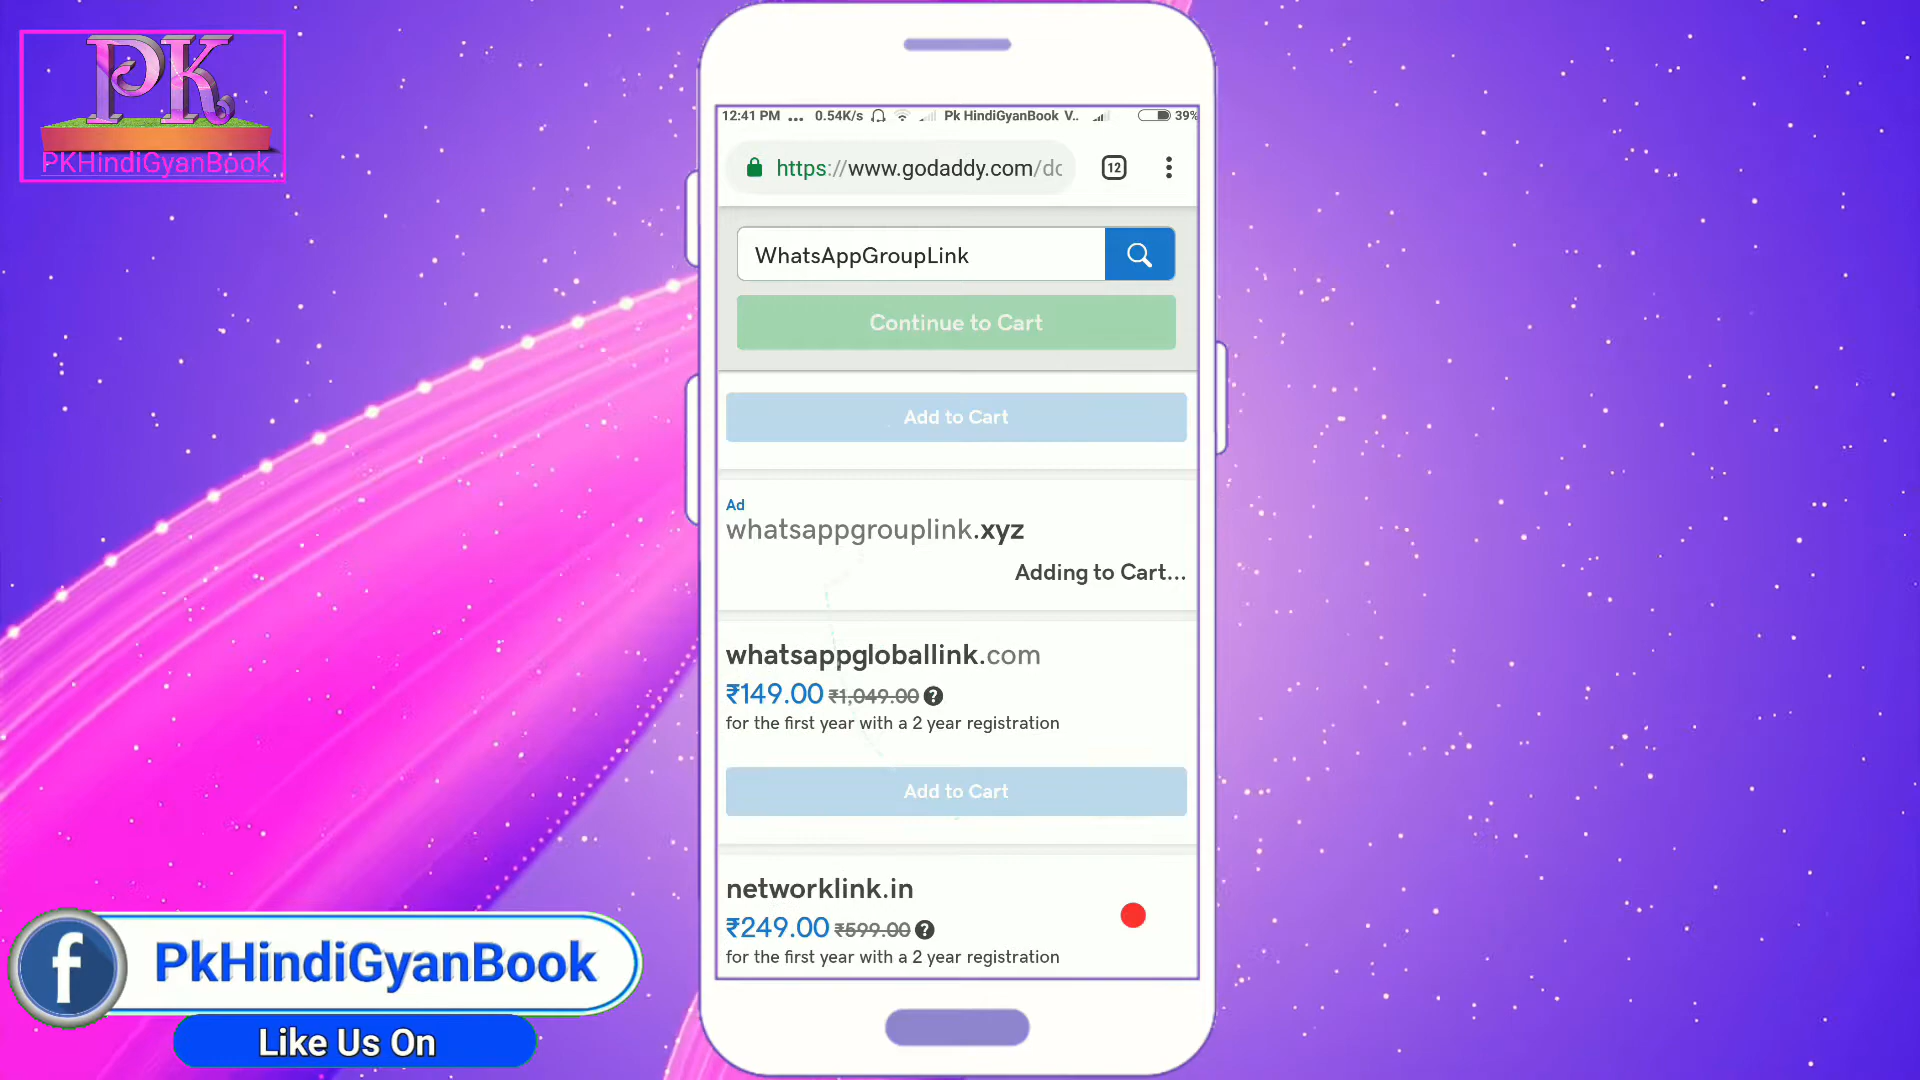 PK
PKHindiGyanBook
12:41 PM ... 0.54K/s Pk HindiGyanBook V.. 39%
https://www.godaddy.com/do
12
WhatsAppGroupLink
Continue to Cart
Add to Cart
Ad
whatsappgrouplink.xyz
Adding to Cart...
whatsappgloballink.com
₹149.00 ₹1,049.00 ?
for the first year with a 2 year registration
Add to Cart
networklink.in
₹249.00 ₹599.00 ?
for the first year with a 2 year registration
f PkHindiGyanBook
Like Us On